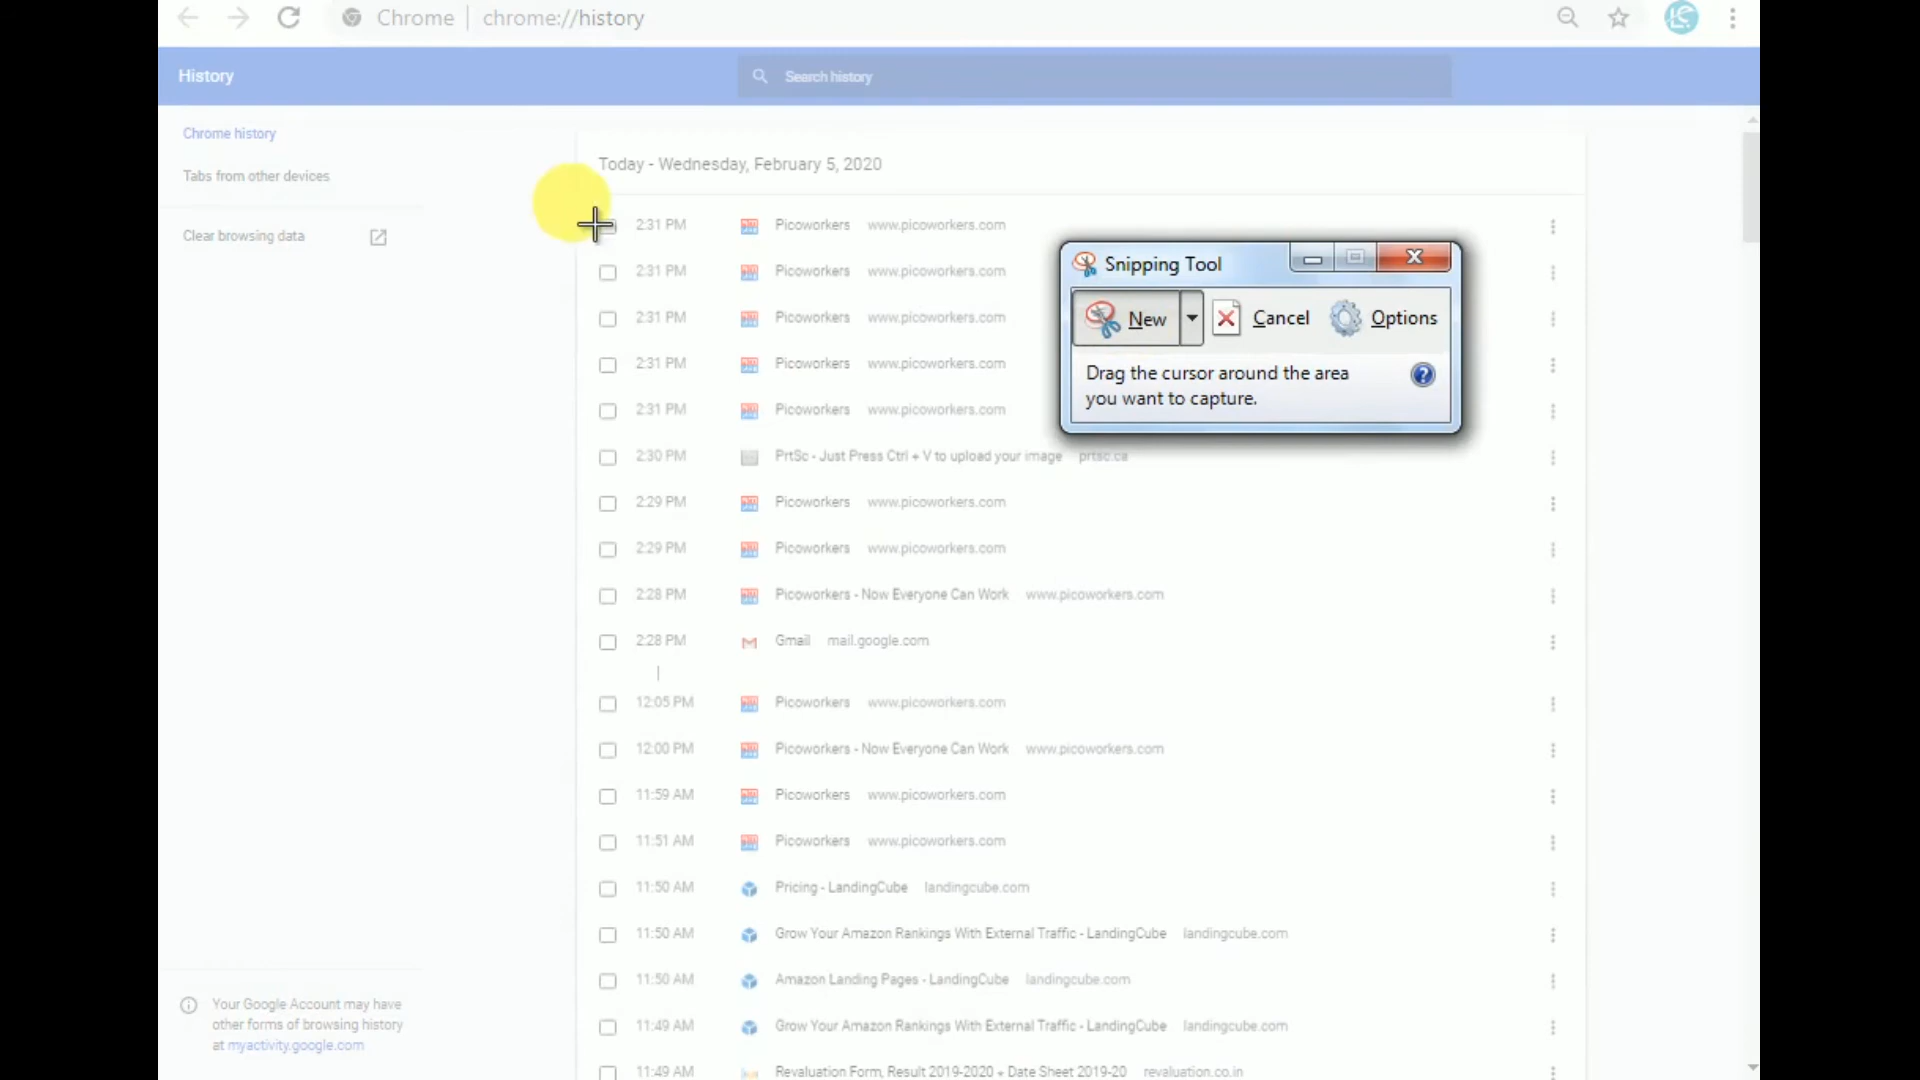 Chrome chrome://history
History
Search history
Chrome history
Tabs from other devices
Clear browsing data
Today - Wednesday, February 5, 2020
2:31 PM Picoworkers www.picoworkers.com
2:31 PM Picoworkers www.picoworkers.com
2:31 PM Picoworkers www.picoworkers.com
2:31 PM Picoworkers www.picoworkers.com
2:31 PM Picoworkers www.picoworkers.com
2:30 PM PrtSc - Just Press Ctrl + V to upload your image prtsc.ca
2:29 PM Picoworkers www.picoworkers.com
2:29 PM Picoworkers www.picoworkers.com
2:28 PM Picoworkers - Now Everyone Can Work www.picoworkers.com
2:28 PM Gmail mail.google.com
12:05 PM Picoworkers www.picoworkers.com
12:00 PM Picoworkers - Now Everyone Can Work www.picoworkers.com
11:59 AM Picoworkers www.picoworkers.com
11:51 AM Picoworkers www.picoworkers.com
11:50 AM Pricing - LandingCube landingcube.com
11:50 AM Grow Your Amazon Rankings With External Traffic - LandingCube landingcube.com
11:50 AM Amazon Landing Pages - LandingCube landingcube.com
11:49 AM Grow Your Amazon Rankings With External Traffic - LandingCube landingcube.com
11:49 AM Revaluation Form, Result 2019-2020 + Date Sheet 2019-20 revaluation.co.in
Snipping Tool
New Cancel Options
Drag the cursor around the area
you want to capture.
Your Google Account may have
other forms of browsing history
at myactivity.google.com